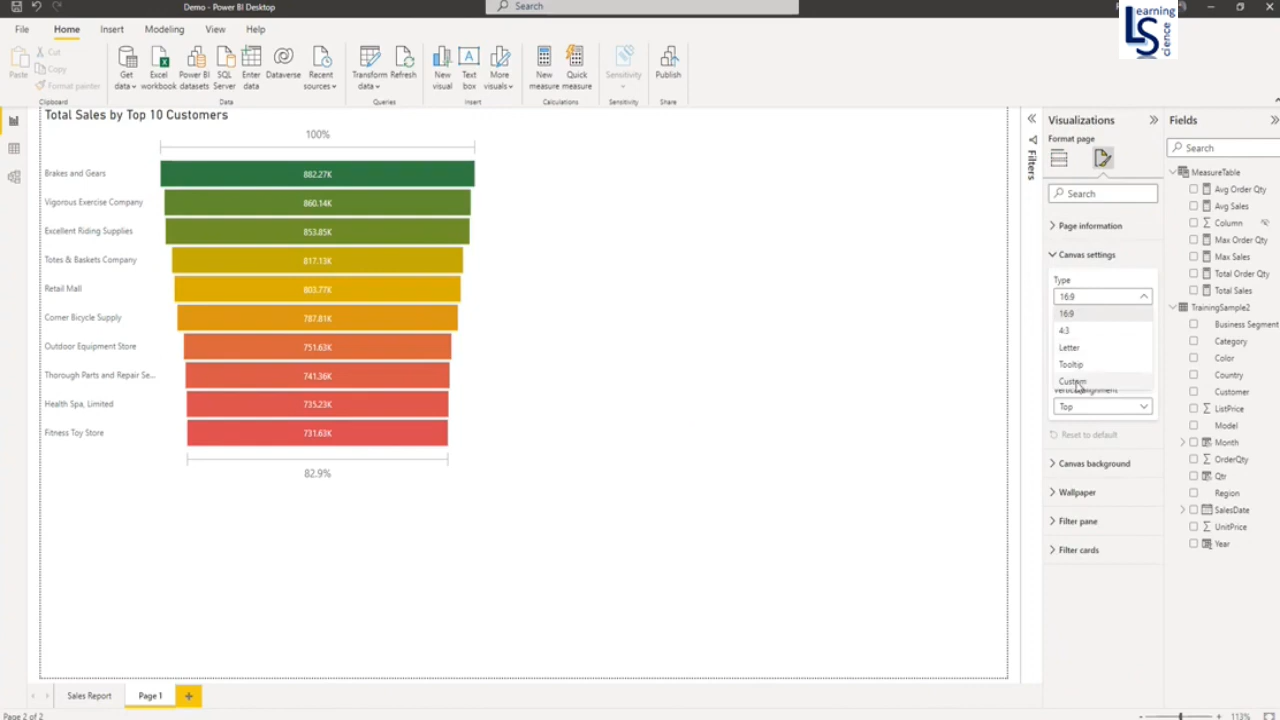 Demo - Power BI Desktop
Search
Learning
Science
File
Home
Insert
Modeling
View
Help
Paste
Cut
Copy
Format painter
Clipboard
Get data
Excel workbook
Power BI datasets
SQL Server
Enter data
Dataverse
Recent sources
Data
Transform data
Refresh
Queries
New visual
Text box
More visuals
Insert
New measure
Quick measure
Calculations
Sensitivity
Sensitivity
Publish
Share
Total Sales by Top 10 Customers
100%
Brakes and Gears 882.27K
Vigorous Exercise Company 860.14K
Excellent Riding Supplies 853.85K
Totes & Baskets Company 817.13K
Retail Mall 803.77K
Corner Bicycle Supply 787.81K
Outdoor Equipment Store 751.63K
Thorough Parts and Repair Se... 741.36K
Health Spa, Limited 735.23K
Fitness Toy Store 731.63K
82.9%
Filters
Visualizations
Format page
Search
Page information
Canvas settings
Type
16:9
16:9
4:3
Letter
Tooltip
Custom
Vertical alignment
Top
Reset to default
Canvas background
Wallpaper
Filter pane
Filter cards
Fields
Search
MeasureTable
Avg Order Qty
Avg Sales
Column
Max Order Qty
Max Sales
Total Order Qty
Total Sales
TrainingSample2
Business Segment
Category
Color
Country
Customer
ListPrice
Model
Month
OrderQty
Qtr
Region
SalesDate
UnitPrice
Year
Sales Report
Page 1
Page 2 of 2
113%